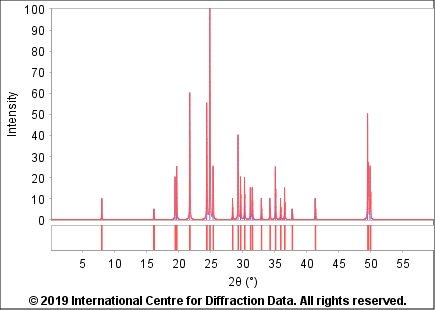 100
90
80
70
60
50
40
30
20
10
0
Intensity
5 10 15 20 25 30 35 40 45 50 55
2θ (°)
© 2019 International Centre for Diffraction Data. All rights reserved.